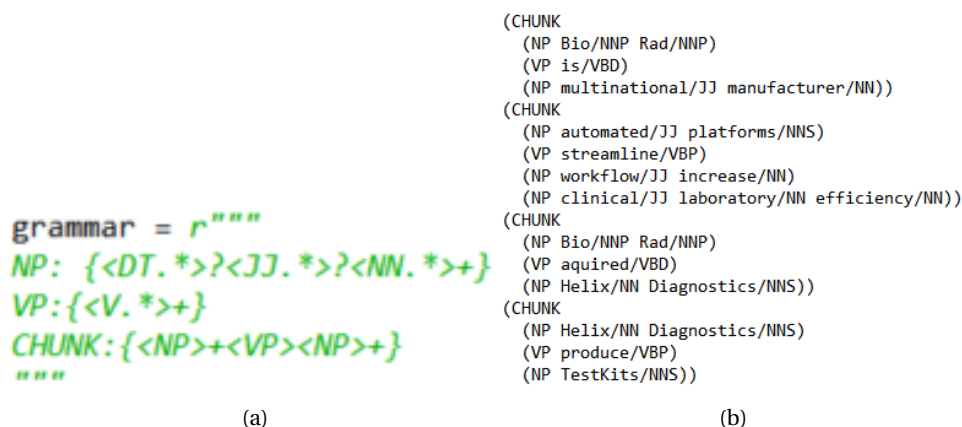 grammar = r"""
NP: {<DT.*>?<JJ.*>?<NN.*>+}
VP:{<V.*>+}
CHUNK:{<NP>+<VP><NP>+}
"""
(a)
(CHUNK
(NP Bio/NNP Rad/NNP)
(VP is/VBD)
(NP multinational/JJ manufacturer/NN))
(CHUNK
(NP automated/JJ platforms/NNS)
(VP streamline/VBP)
(NP workflow/JJ increase/NN)
(NP clinical/JJ laboratory/NN efficiency/NN))
(CHUNK
(NP Bio/NNP Rad/NNP)
(VP aquired/VBD)
(NP Helix/NN Diagnostics/NNS))
(CHUNK
(NP Helix/NN Diagnostics/NNS)
(VP produce/VBP)
(NP TestKits/NNS))
(b)